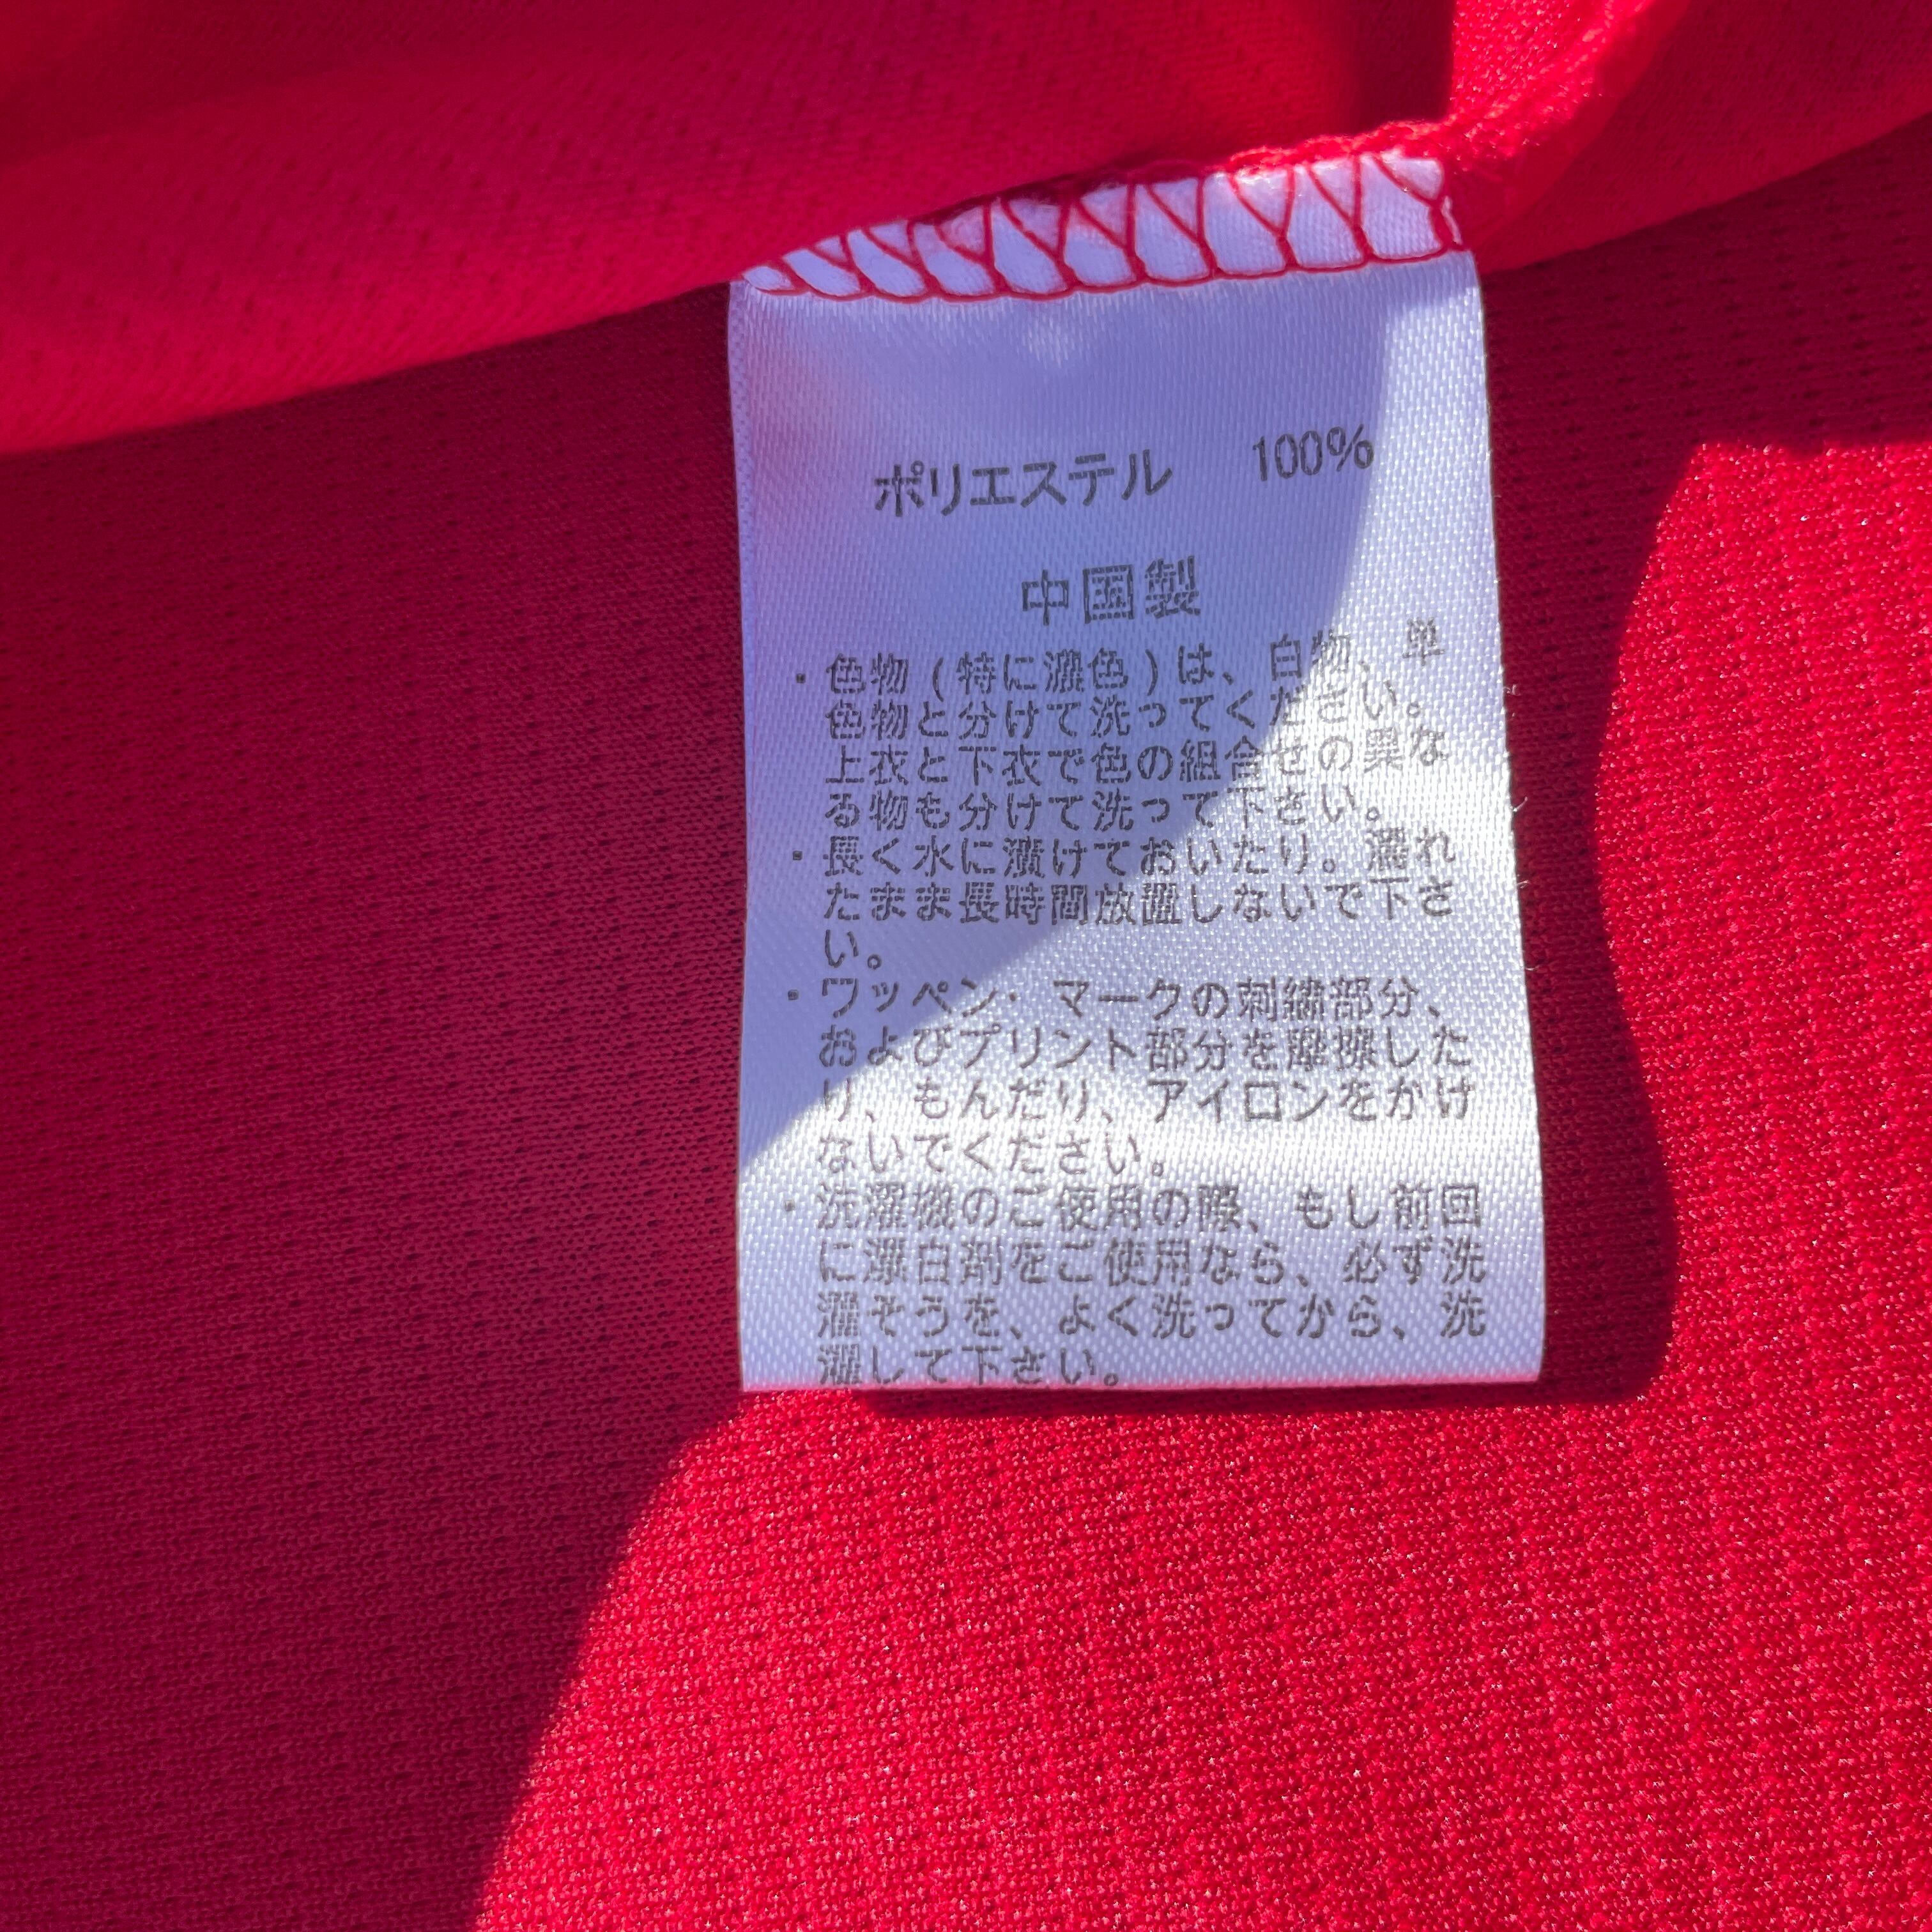 ポリエステル 100%
中国製
・色物(特に濃色)は、白物、単
色物と分けて洗ってください。
上衣と下衣で色の組合せの異な
る物も分けて洗って下さい。
・長く水に漬けておいたり。濡れ
たまま長時間放置しないで下さ
い。
・ワッペン・マークの刺繍部分、
およびプリント部分を摩擦した
り、もんだり、アイロンをかけ
ないでください。
・洗濯機のご使用の際、もし前回
に漂白剤をご使用なら、必ず洗
濯そうを、よく洗ってから、洗
濯して下さい。